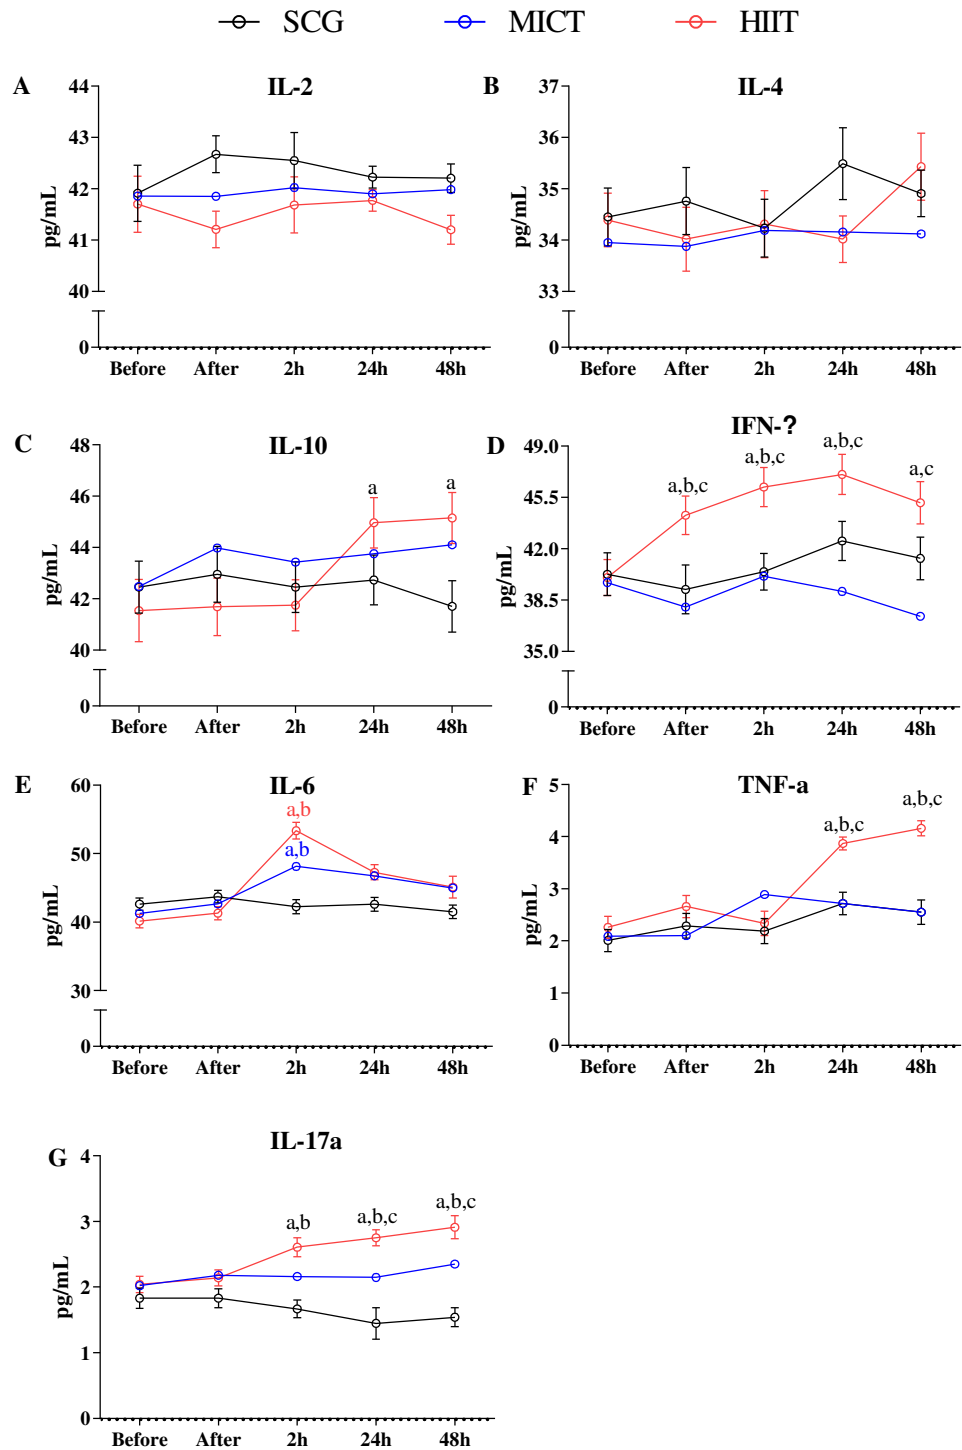 SCG MICT HIIT
A IL-2
pg/mL
44
43
42
41
40
0
Before After 2h 24h 48h
B IL-4
pg/mL
37
36
35
34
33
0
Before After 2h 24h 48h
C IL-10
pg/mL
48
46
44
42
40
0
a a
Before After 2h 24h 48h
D IFN-?
pg/mL
49.0
45.5
42.0
38.5
35.0
0
a,b,c a,b,c a,b,c a,c
Before After 2h 24h 48h
E IL-6
pg/mL
60
50
40
30
0
a,b
a,b
Before After 2h 24h 48h
F TNF-a
pg/mL
5
4
3
2
1
0
a,b,c a,b,c
Before After 2h 24h 48h
G IL-17a
pg/mL
4
3
2
1
0
a,b a,b,c a,b,c
Before After 2h 24h 48h